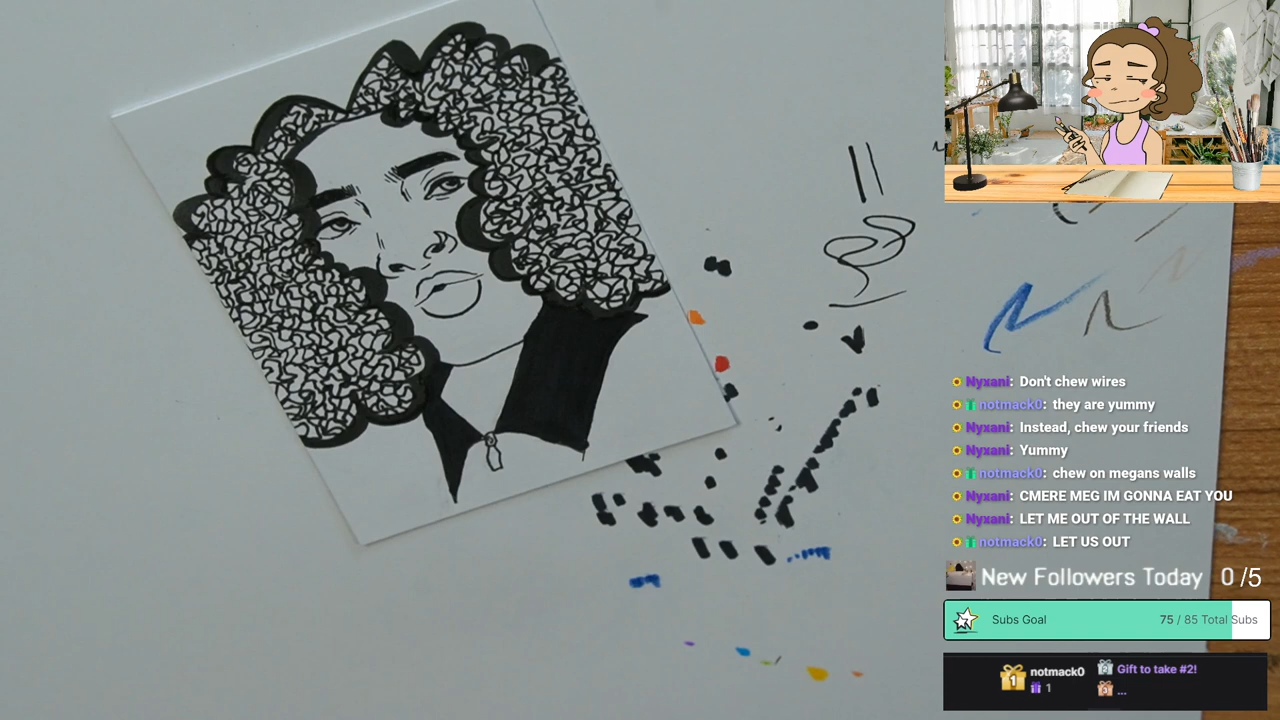 Nyxani: Don't chew wires
notmack0: they are yummy
Nyxani: Instead, chew your friends
Nyxani: Yummy
notmack0: chew on megans walls
Nyxani: CMERE MEG IM GONNA EAT YOU
Nyxani: LET ME OUT OF THE WALL
notmack0: LET US OUT
New Followers Today 0 /5
Subs Goal 75 / 85 Total Subs
1 notmack0 1
2 Gift to take #2!
3 ...